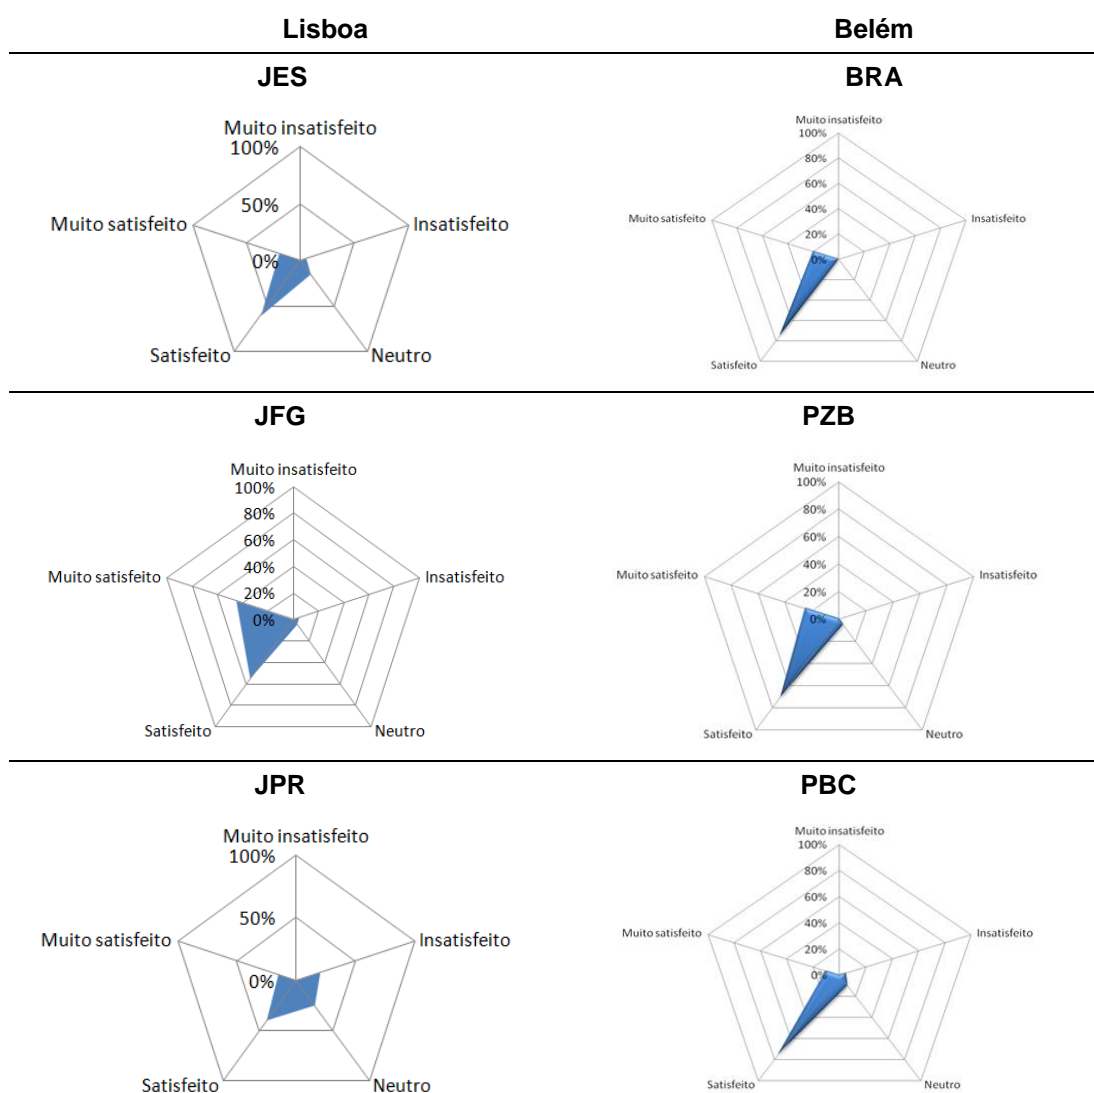 Lisboa Belém
JES BRA
Muito insatisfeito
100%
50%
0%
Muito satisfeito
Insatisfeito
Satisfeito
Neutro
Muito insatisfeito
100%
80%
60%
40%
20%
0%
Muito satisfeito
Insatisfeito
Satisfeito
Neutro
JFG PZB
Muito insatisfeito
100%
80%
60%
40%
20%
0%
Muito satisfeito
Insatisfeito
Satisfeito
Neutro
Muito insatisfeito
100%
80%
60%
40%
20%
0%
Muito satisfeito
Insatisfeito
Satisfeito
Neutro
JPR PBC
Muito insatisfeito
100%
50%
0%
Muito satisfeito
Insatisfeito
Satisfeito
Neutro
Muito insatisfeito
100%
80%
60%
40%
20%
0%
Muito satisfeito
Insatisfeito
Satisfeito
Neutro